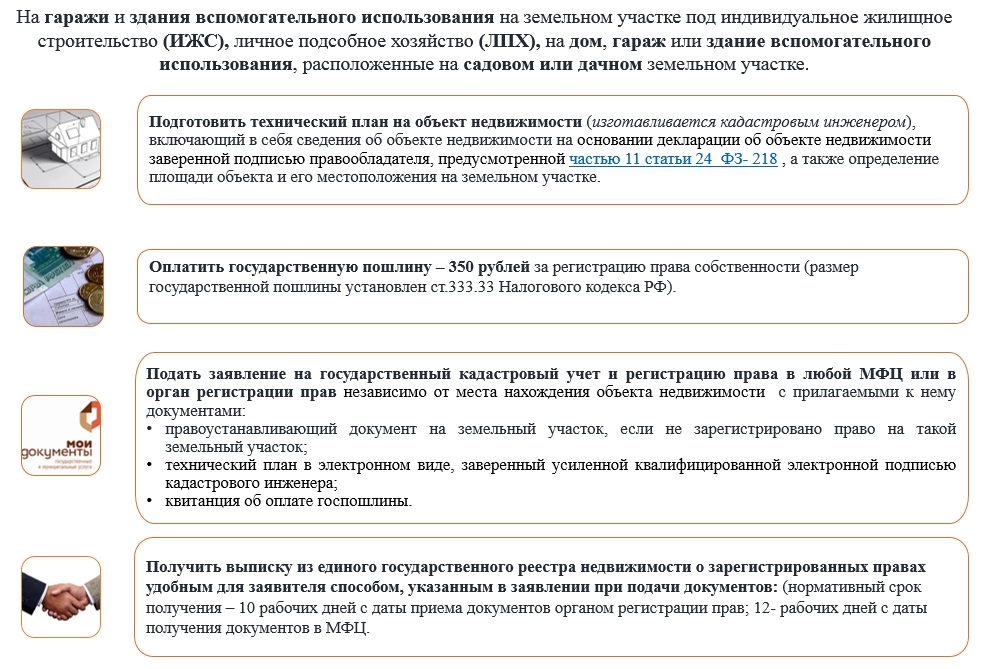 На гаражи и здания вспомогательного использования на земельном участке под индивидуальное жилищное
строительство (ИЖС), личное подсобное хозяйство (ЛПХ), на дом, гараж или здание вспомогательного
использования, расположенные на садовом или дачном земельном участке.
Подготовить технический план на объект недвижимости (изготавливается кадастровым инженером),
включающий в себя сведения об объекте недвижимости на основании декларации об объекте недвижимости
заверенной подписью правообладателя, предусмотренной частью 11 статьи 24 ФЗ- 218 , а также определение
площади объекта и его местоположения на земельном участке.
Оплатить государственную пошлину – 350 рублей за регистрацию права собственности (размер
государственной пошлины установлен ст.333.33 Налогового кодекса РФ).
мои
документы
государственные
и муниципальные услуги
Подать заявление на государственный кадастровый учет и регистрацию права в любой МФЦ или в
орган регистрации прав независимо от места нахождения объекта недвижимости с прилагаемыми к нему
документами:
• правоустанавливающий документ на земельный участок, если не зарегистрировано право на такой
земельный участок;
• технический план в электронном виде, заверенный усиленной квалифицированной электронной подписью
кадастрового инженера;
• квитанция об оплате госпошлины.
Получить выписку из единого государственного реестра недвижимости о зарегистрированных правах
удобным для заявителя способом, указанным в заявлении при подачи документов: (нормативный срок
получения – 10 рабочих дней с даты приема документов органом регистрации прав; 12- рабочих дней с даты
получения документов в МФЦ.